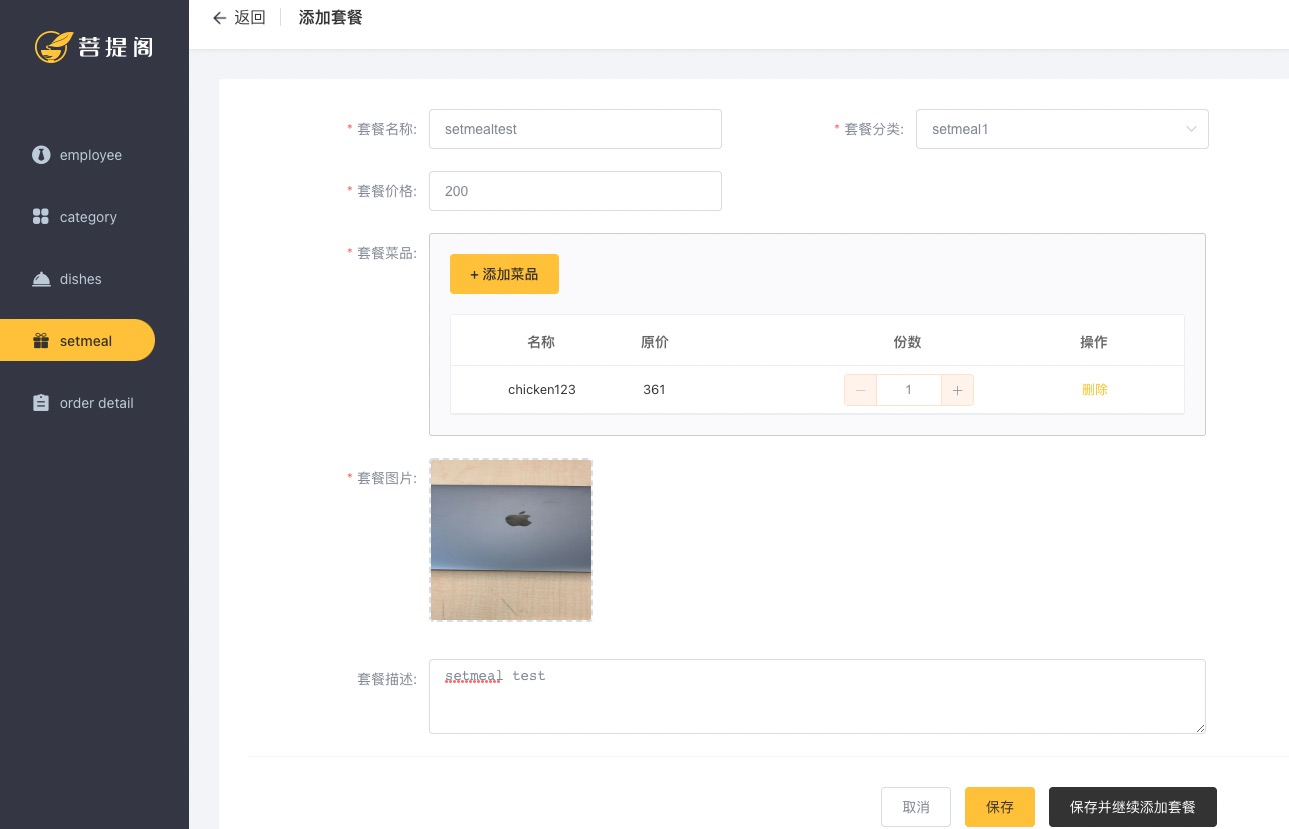 菩提阁
employee
category
dishes
setmeal
order detail
返回 添加套餐
* 套餐名称: setmealtest * 套餐分类: setmeal1
* 套餐价格: 200
* 套餐菜品:
+ 添加菜品
名称 原价 份数 操作
chicken123 361 − 1 + 删除
* 套餐图片:
套餐描述: setmeal test
取消 保存 保存并继续添加套餐